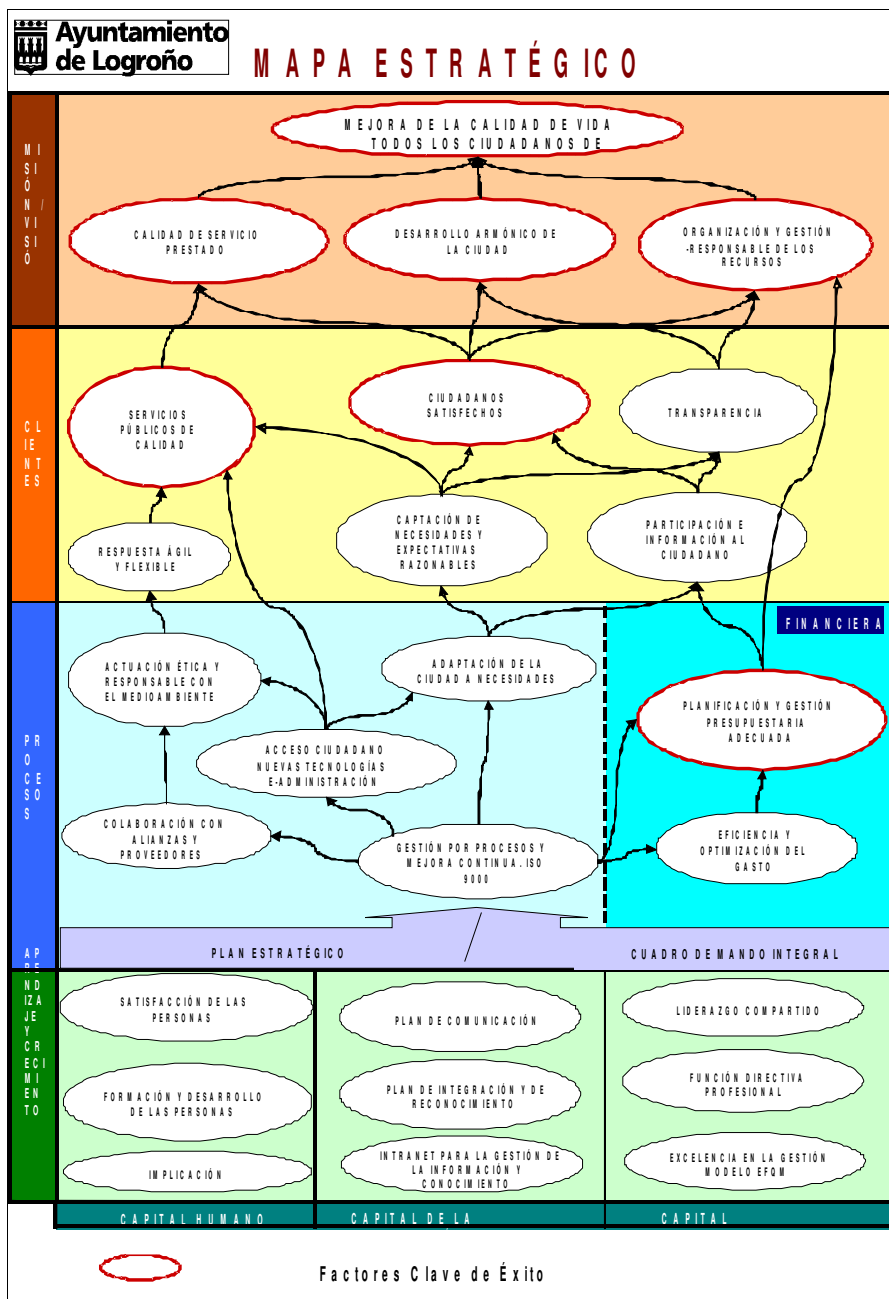 Ayuntamiento
de Logroño
MAPA ESTRATÉGICO
MISIÓN / VISIÓ
MEJORA DE LA CALIDAD DE VIDA
TODOS LOS CIUDADANOS DE
CALIDAD DE SERVICIO
PRESTADO
DESARROLLO ARMÓNICO DE
LA CIUDAD
ORGANIZACIÓN Y GESTIÓN
-RESPONSABLE DE LOS
RECURSOS
CLIENTES
SERVICIOS
PÚBLICOS DE
CALIDAD
CIUDADANOS
SATISFECHOS
TRANSPARENCIA
RESPUESTA ÁGIL
Y FLEXIBLE
CAPTACIÓN DE
NECESIDADES Y
EXPECTATIVAS
RAZONABLES
PARTICIPACIÓN E
INFORMACIÓN AL
CIUDADANO
PROCESOS
FINANCIERA
ACTUACIÓN ÉTICA Y
RESPONSABLE CON
EL MEDIOAMBIENTE
ADAPTACIÓN DE LA
CIUDAD A NECESIDADES
PLANIFICACIÓN Y GESTIÓN
PRESUPUESTARIA
ADECUADA
ACCESO CIUDADANO
NUEVAS TECNOLOGÍAS
E-ADMINISTRACIÓN
COLABORACIÓN CON
ALIANZAS Y
PROVEEDORES
GESTIÓN POR PROCESOS Y
MEJORA CONTINUA. ISO
9000
EFICIENCIA Y
OPTIMIZACIÓN DEL
GASTO
PLAN ESTRATÉGICO
CUADRO DE MANDO INTEGRAL
APRENDIZAJE Y CRECIMIENTO
SATISFACCIÓN DE LAS
PERSONAS
PLAN DE COMUNICACIÓN
LIDERAZGO COMPARTIDO
FORMACIÓN Y DESARROLLO
DE LAS PERSONAS
PLAN DE INTEGRACIÓN Y DE
RECONOCIMIENTO
FUNCIÓN DIRECTIVA
PROFESIONAL
IMPLICACIÓN
INTRANET PARA LA GESTIÓN DE
LA INFORMACIÓN Y
CONOCIMIENTO
EXCELENCIA EN LA GESTIÓN
MODELO EFQM
CAPITAL HUMANO
CAPITAL DE LA
CAPITAL
Factores Clave de Éxito